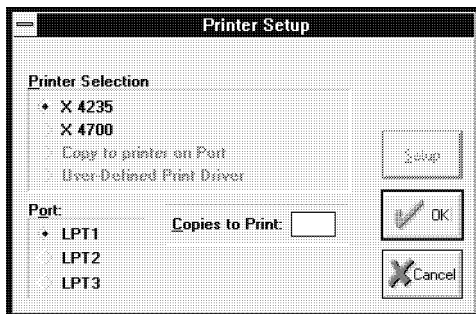 Printer Setup
Printer Selection
X 4235
X 4700
Copy to printer on Port
User-Defined Print Driver
Setup
Port:
Copies to Print:
OK
LPT1
LPT2
LPT3
Cancel